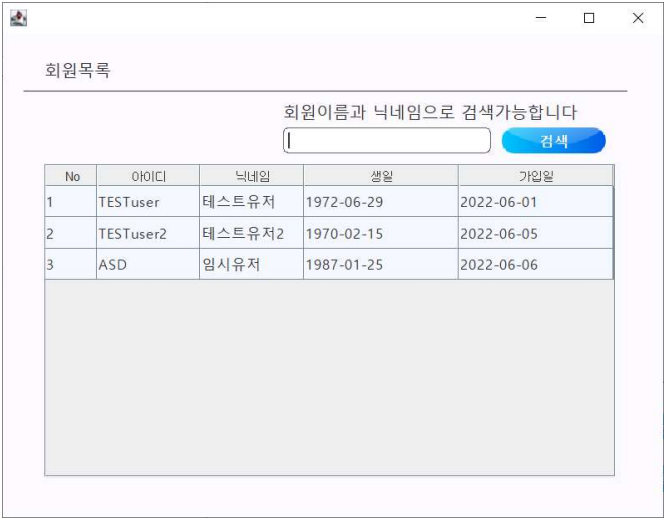 회원목록
회원이름과 닉네임으로 검색가능합니다
검색
No 아이디 닉네임 생일 가입일
1 TESTuser 테스트유저 1972-06-29 2022-06-01
2 TESTuser2 테스트유저2 1970-02-15 2022-06-05
3 ASD 임시유저 1987-01-25 2022-06-06